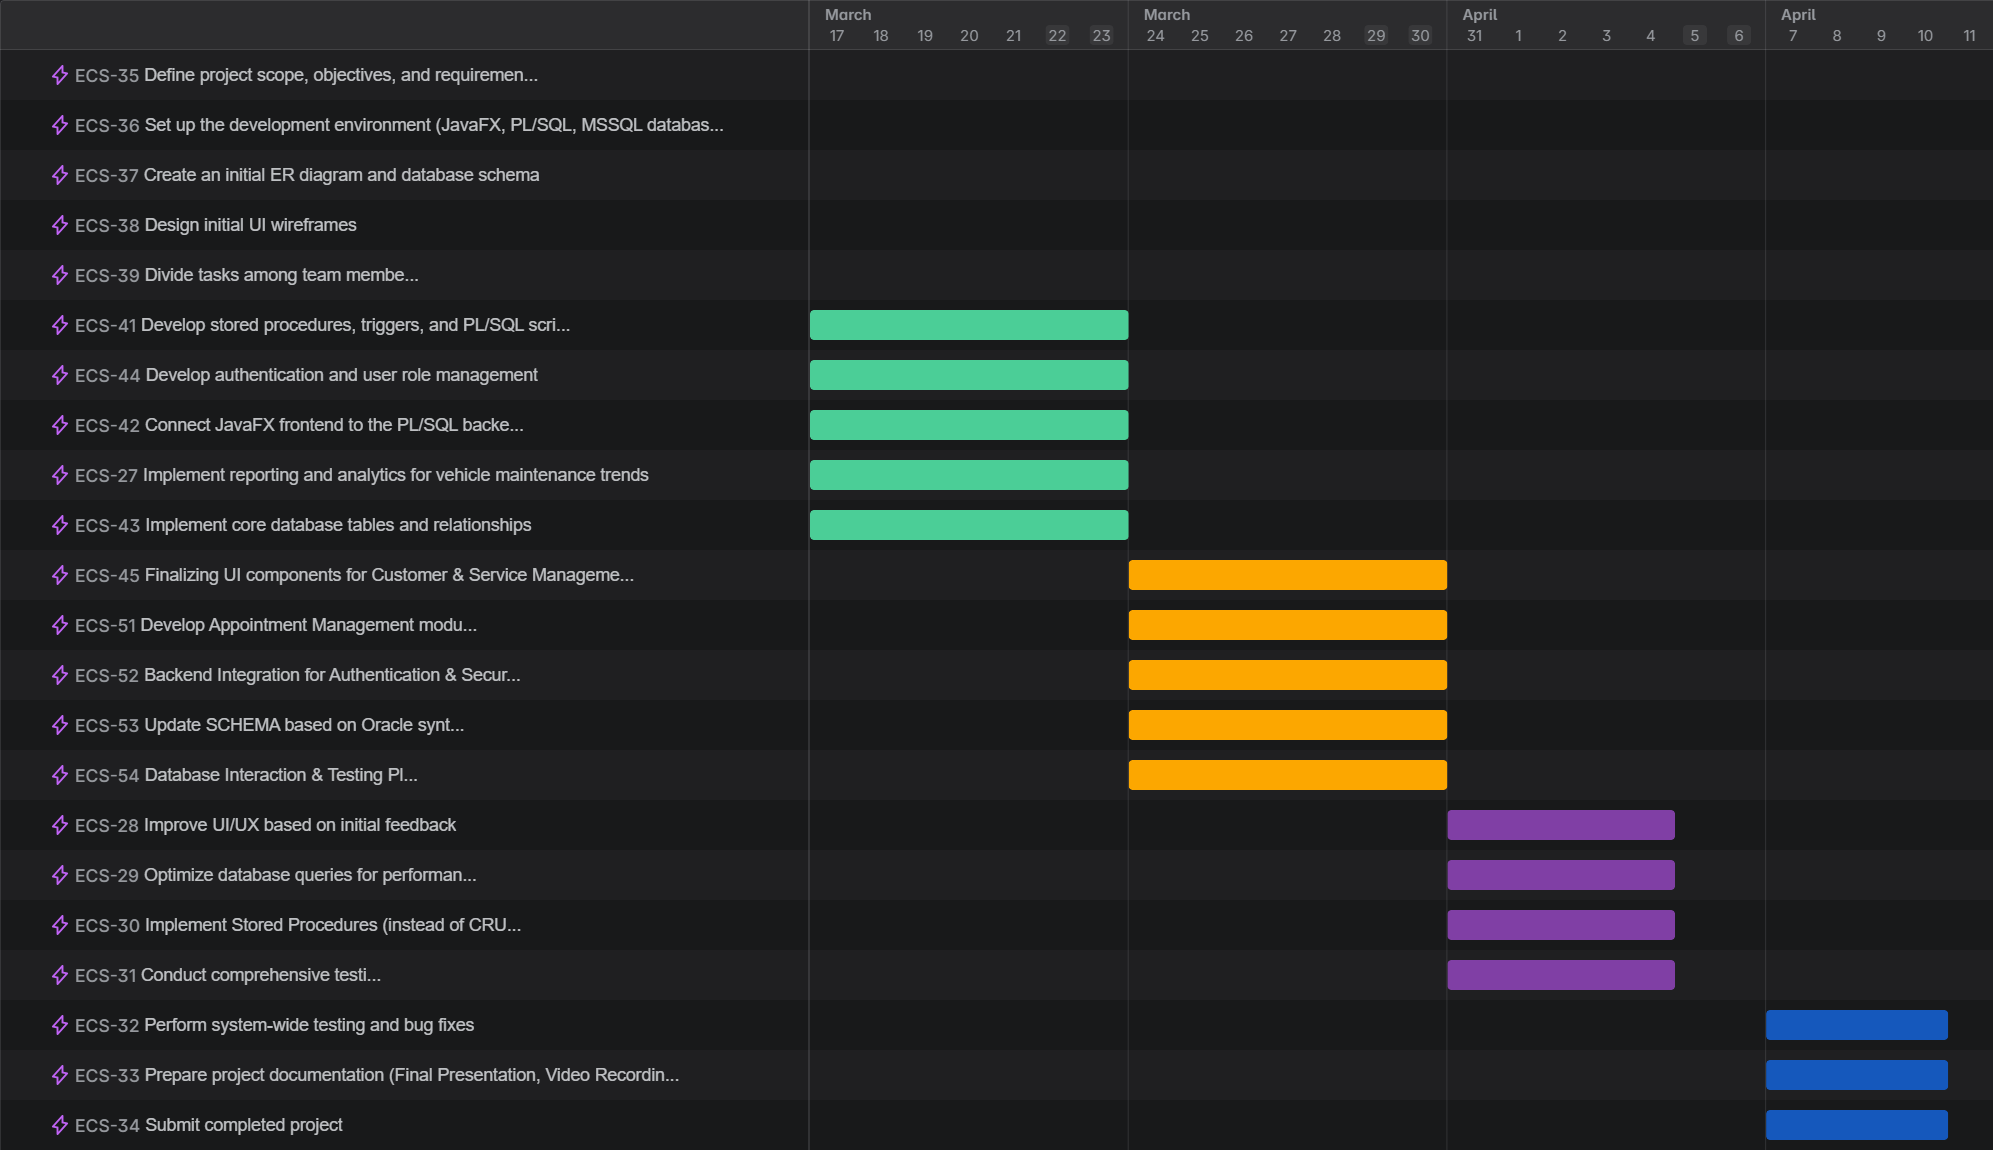 March March April April
17 18 19 20 21 22 23 24 25 26 27 28 29 30 31 1 2 3 4 5 6 7 8 9 10 11
ECS-35 Define project scope, objectives, and requiremen...
ECS-36 Set up the development environment (JavaFX, PL/SQL, MSSQL databas...
ECS-37 Create an initial ER diagram and database schema
ECS-38 Design initial UI wireframes
ECS-39 Divide tasks among team membe...
ECS-41 Develop stored procedures, triggers, and PL/SQL scri...
ECS-44 Develop authentication and user role management
ECS-42 Connect JavaFX frontend to the PL/SQL backe...
ECS-27 Implement reporting and analytics for vehicle maintenance trends
ECS-43 Implement core database tables and relationships
ECS-45 Finalizing UI components for Customer & Service Manageme...
ECS-51 Develop Appointment Management modu...
ECS-52 Backend Integration for Authentication & Secur...
ECS-53 Update SCHEMA based on Oracle synt...
ECS-54 Database Interaction & Testing Pl...
ECS-28 Improve UI/UX based on initial feedback
ECS-29 Optimize database queries for performan...
ECS-30 Implement Stored Procedures (instead of CRU...
ECS-31 Conduct comprehensive testi...
ECS-32 Perform system-wide testing and bug fixes
ECS-33 Prepare project documentation (Final Presentation, Video Recordin...
ECS-34 Submit completed project